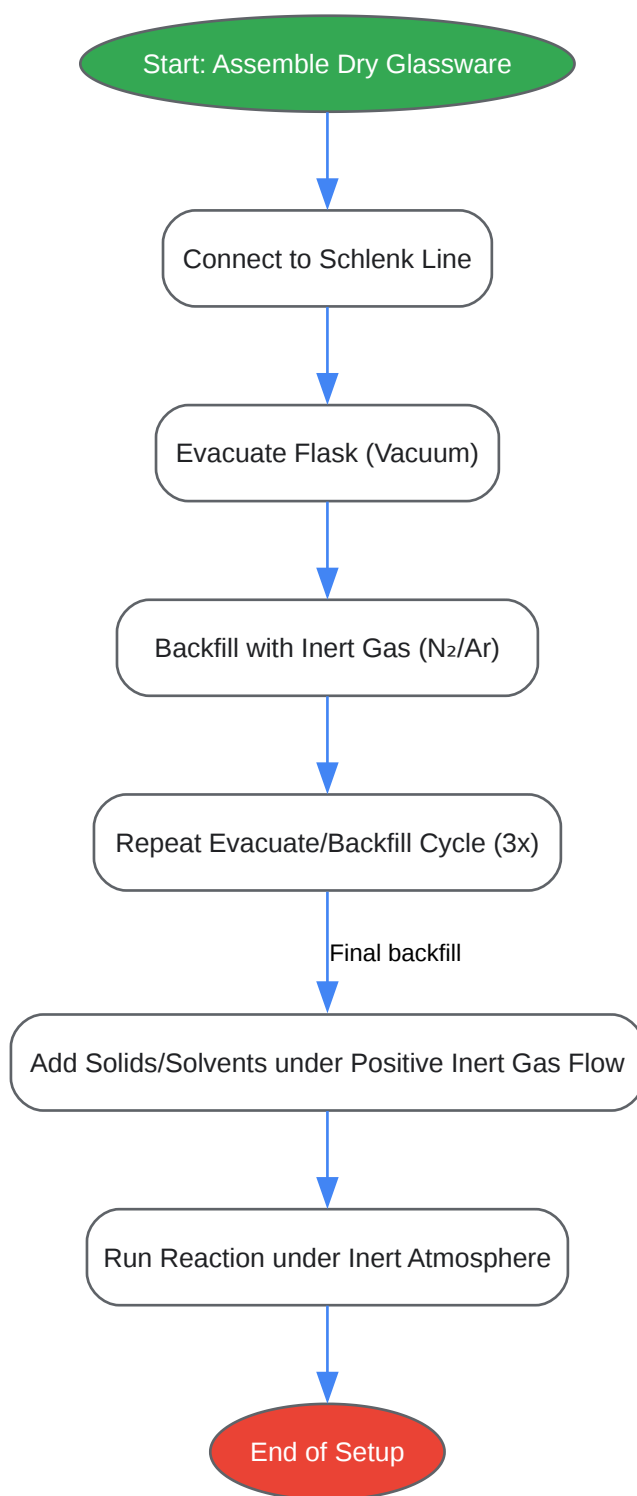 Start: Assemble Dry Glassware
Connect to Schlenk Line
Evacuate Flask (Vacuum)
Backfill with Inert Gas (N₂/Ar)
Repeat Evacuate/Backfill Cycle (3x)
Final backfill
Add Solids/Solvents under Positive Inert Gas Flow
Run Reaction under Inert Atmosphere
End of Setup